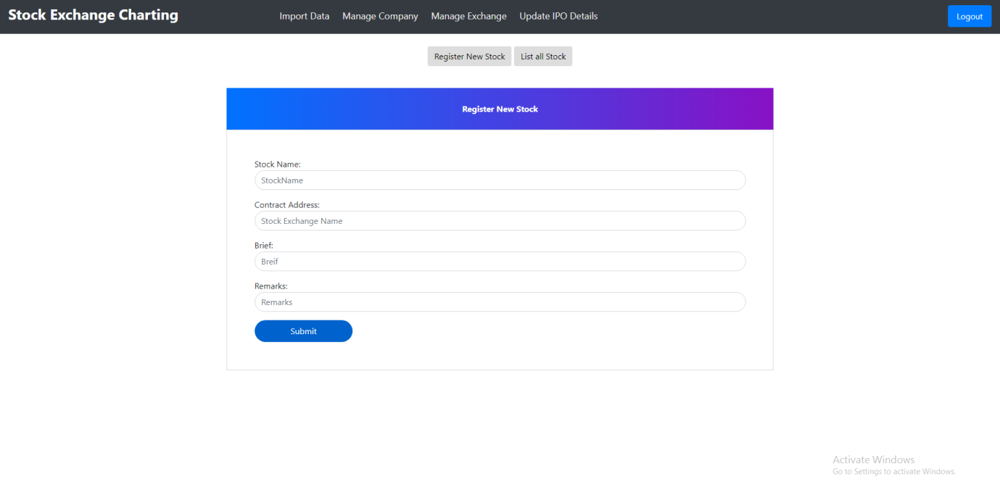 Stock Exchange Charting Import Data Manage Company Manage Exchange Update IPO Details Logout
Register New Stock List all Stock
Register New Stock
Stock Name:
StockName
Contract Address:
Stock Exchange Name
Brief:
Breif
Remarks:
Remarks
Submit
Activate Windows
Go to Settings to activate Windows.